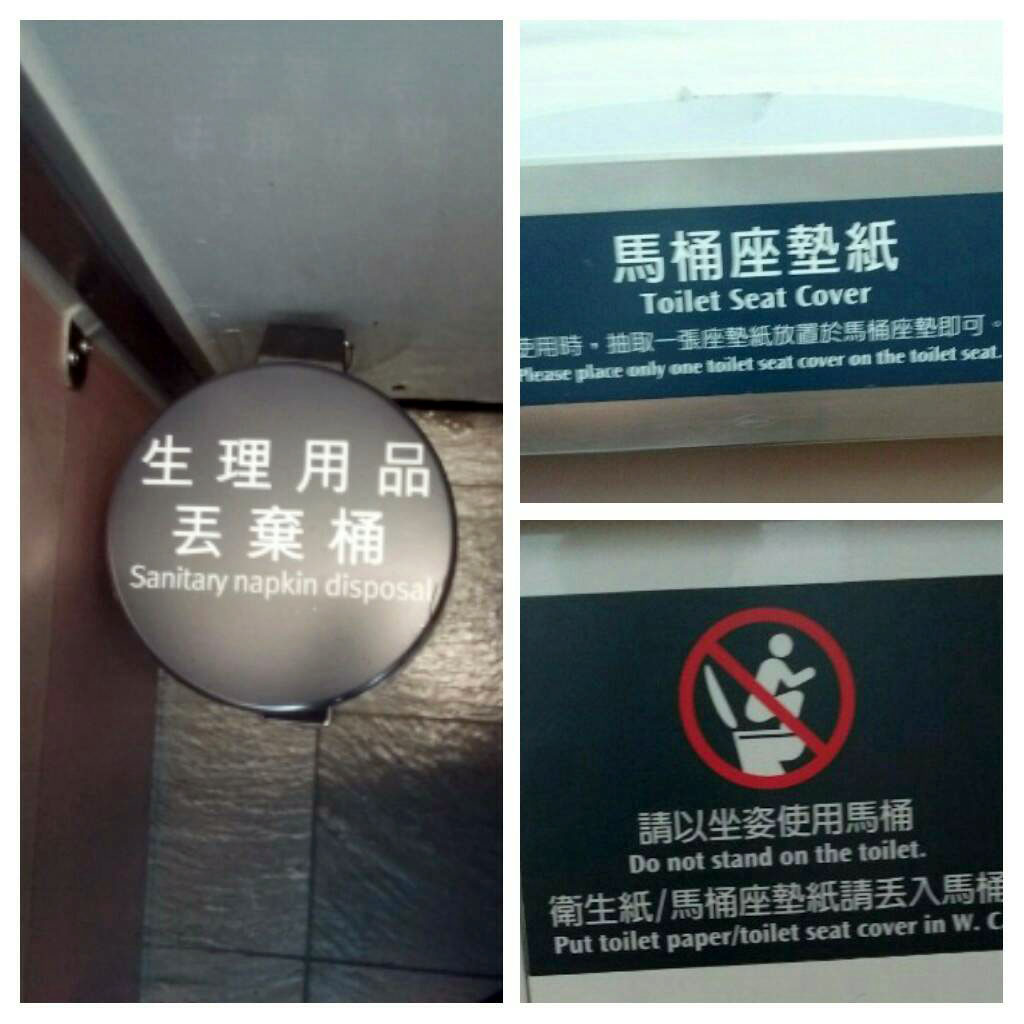 生理用品
丟棄桶
Sanitary napkin disposal
馬桶座墊紙
Toilet Seat Cover
使用時，抽取一張座墊紙放置於馬桶座墊即可。
Please place only one toilet seat cover on the toilet seat.
請以坐姿使用馬桶
Do not stand on the toilet.
衛生紙/馬桶座墊紙請丟入馬桶
Put toilet paper/toilet seat cover in W. C.